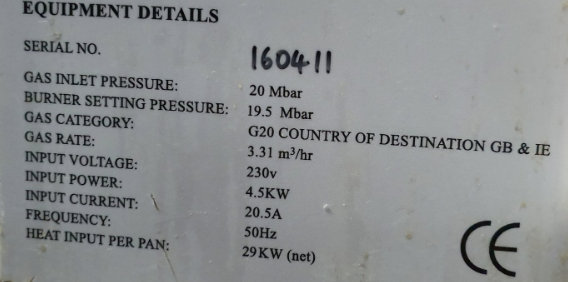 EQUIPMENT DETAILS
SERIAL NO. 160411
GAS INLET PRESSURE: 20 Mbar
BURNER SETTING PRESSURE: 19.5 Mbar
GAS CATEGORY: G20 COUNTRY OF DESTINATION GB & IE
GAS RATE: 3.31 m³/hr
INPUT VOLTAGE: 230v
INPUT POWER: 4.5KW
INPUT CURRENT: 20.5A
FREQUENCY: 50Hz
HEAT INPUT PER PAN: 29KW (net)
CE